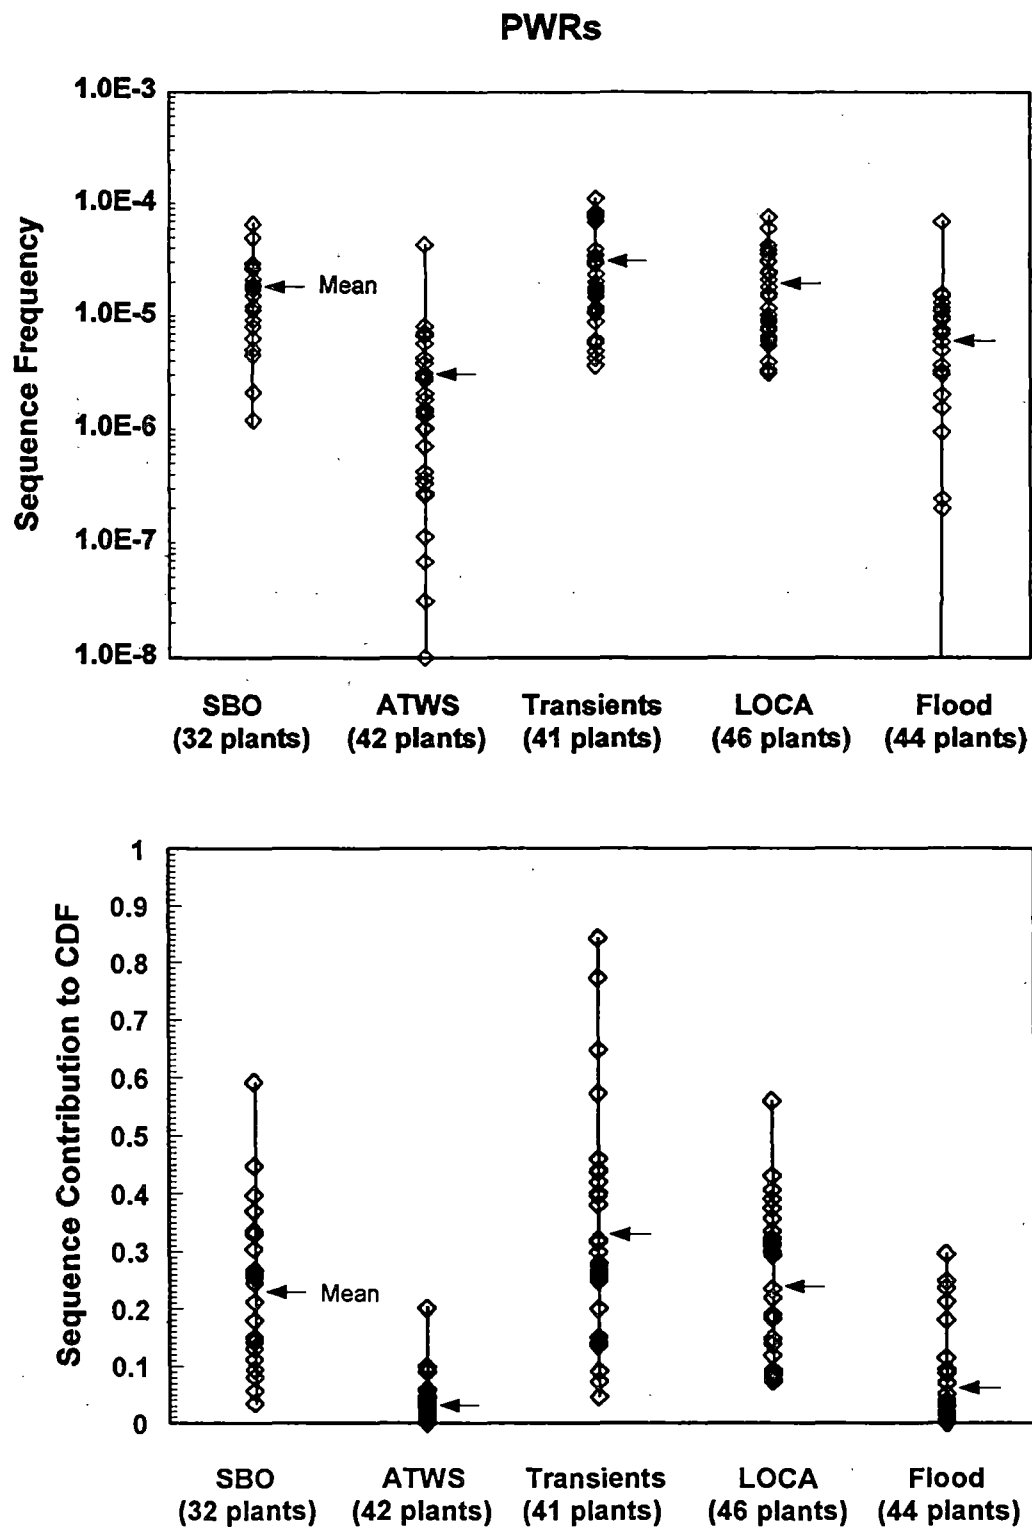 PWRs
1.0E-3
1.0E-4
1.0E-5
1.0E-6
1.0E-7
1.0E-8
Sequence Frequency
Mean
SBO ATWS Transients LOCA Flood
(32 plants) (42 plants) (41 plants) (46 plants) (44 plants)
1
0.9
0.8
0.7
0.6
0.5
0.4
0.3
0.2
0.1
0
Sequence Contribution to CDF
Mean
SBO ATWS Transients LOCA Flood
(32 plants) (42 plants) (41 plants) (46 plants) (44 plants)